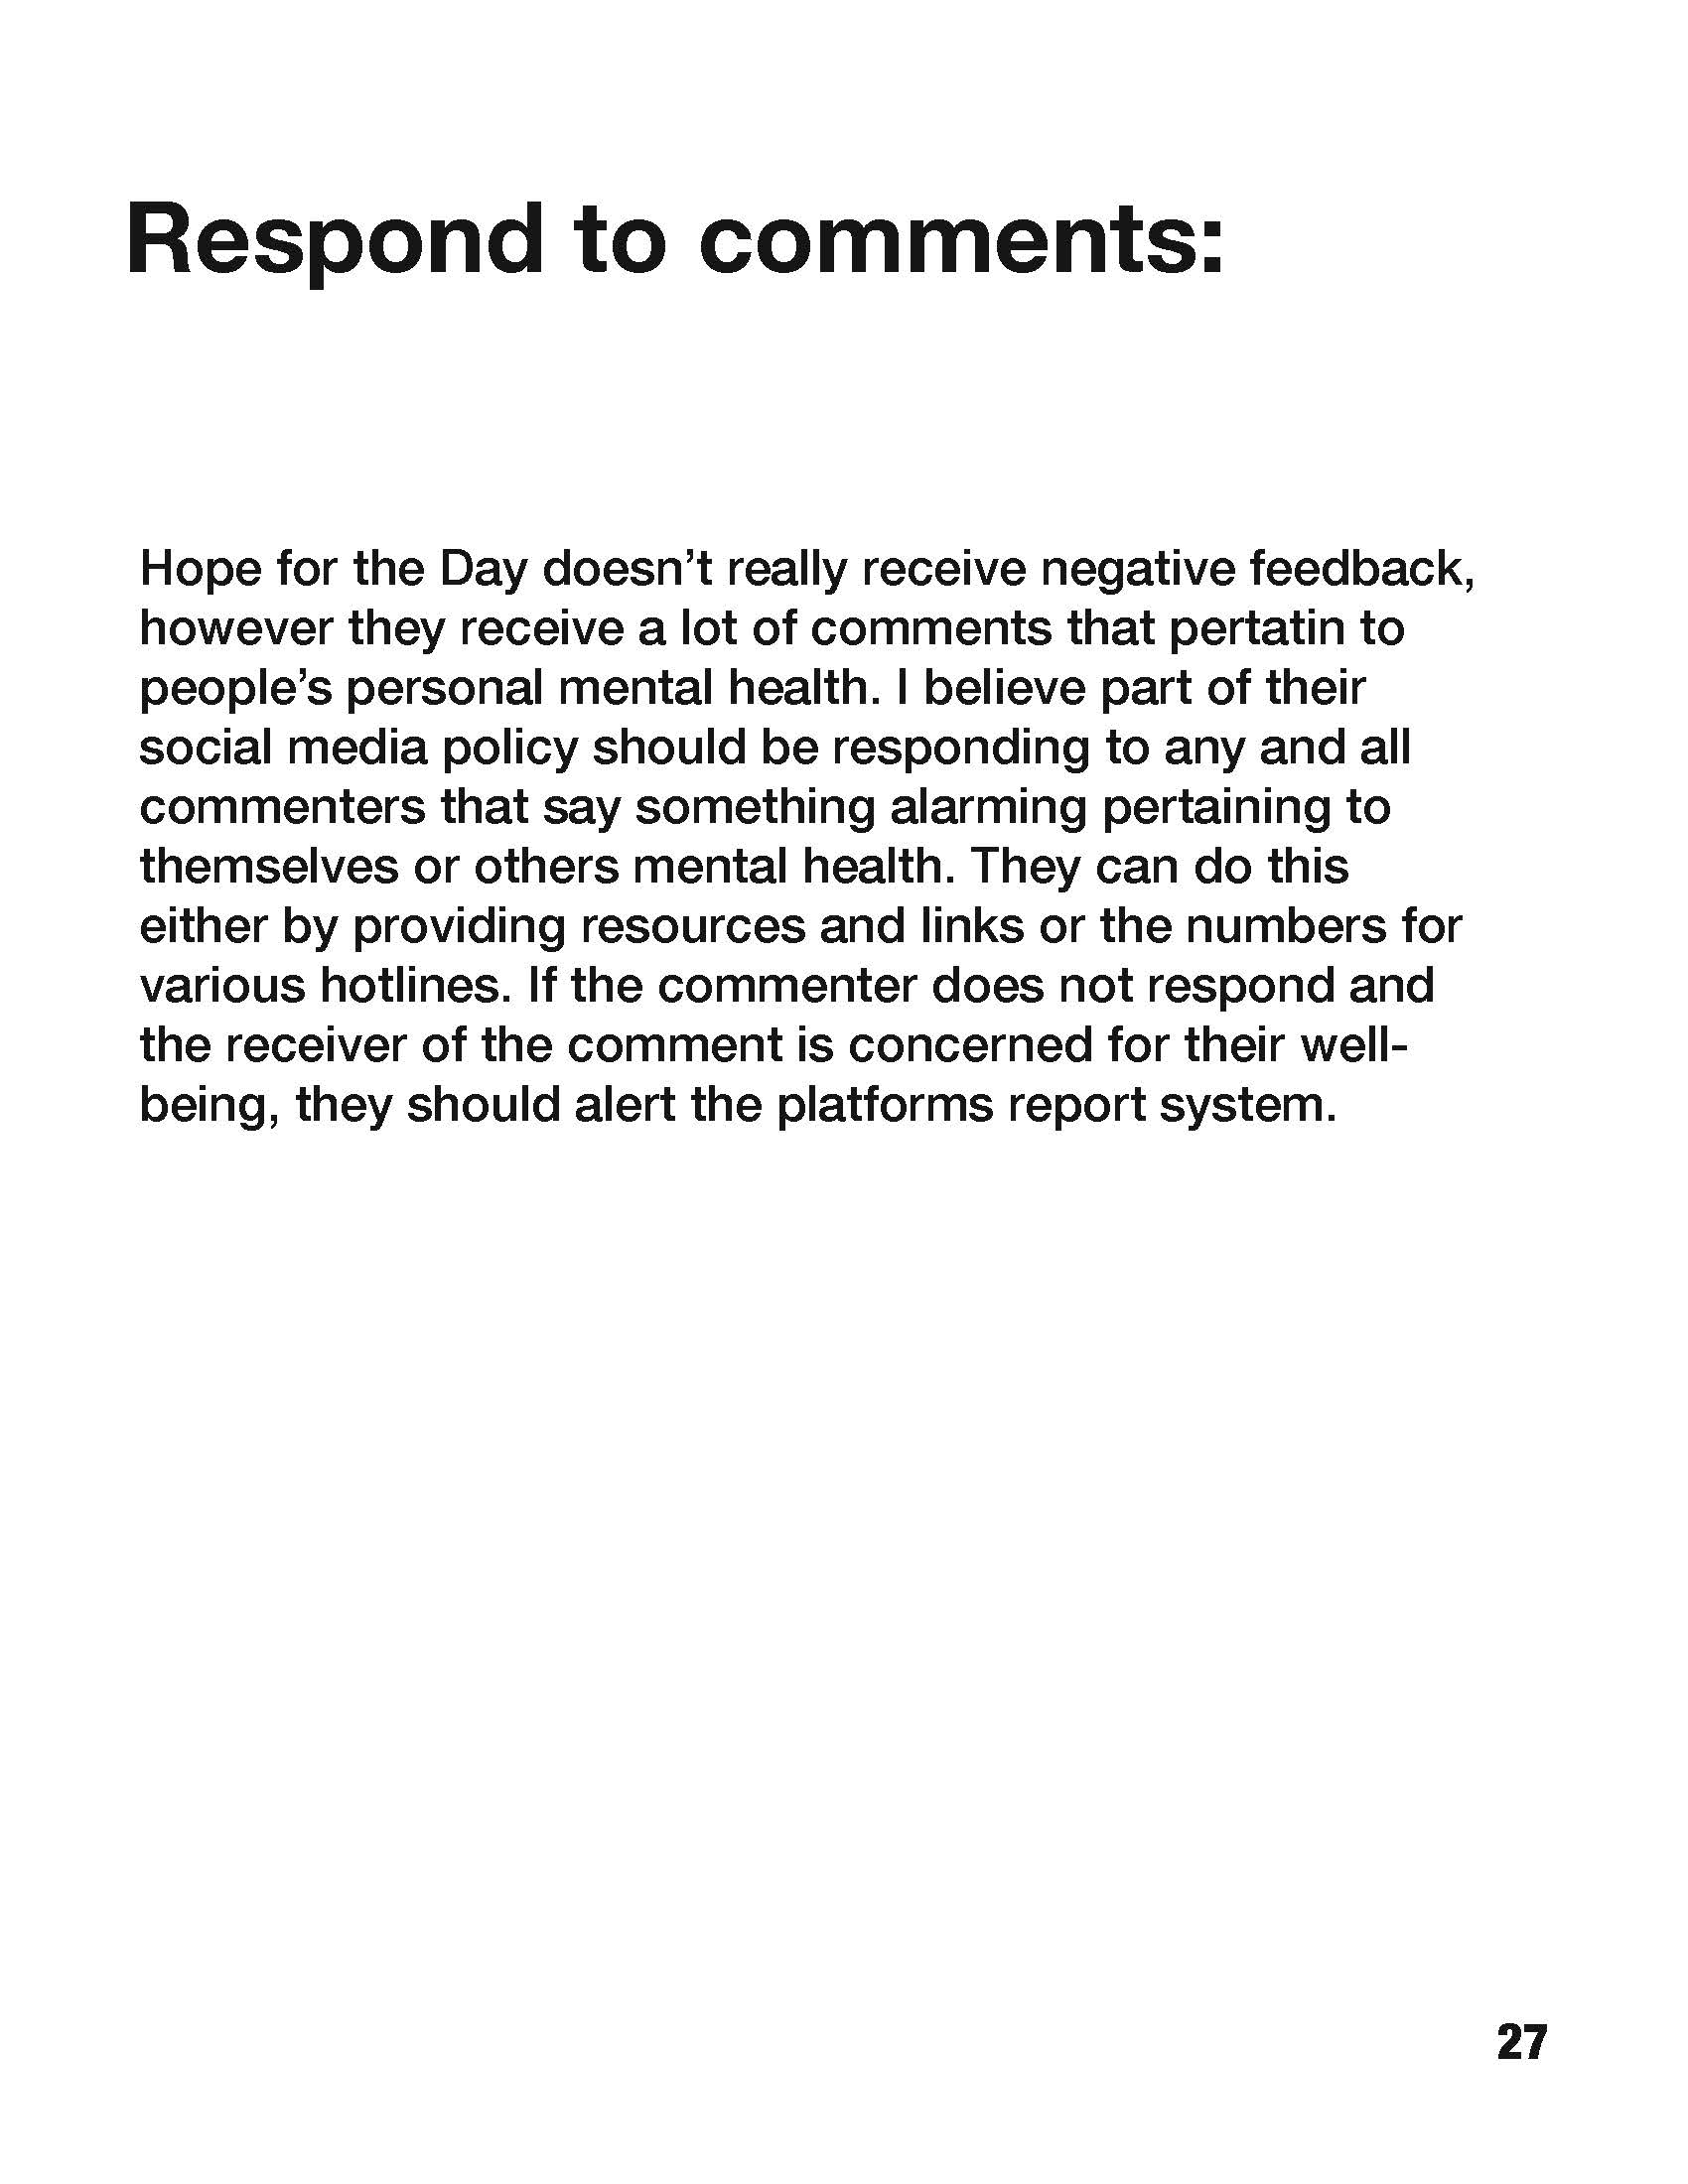 Respond to comments:
Hope for the Day doesn’t really receive negative feedback,
however they receive a lot of comments that pertatin to
people’s personal mental health. I believe part of their
social media policy should be responding to any and all
commenters that say something alarming pertaining to
themselves or others mental health. They can do this
either by providing resources and links or the numbers for
various hotlines. If the commenter does not respond and
the receiver of the comment is concerned for their well-
being, they should alert the platforms report system.
27